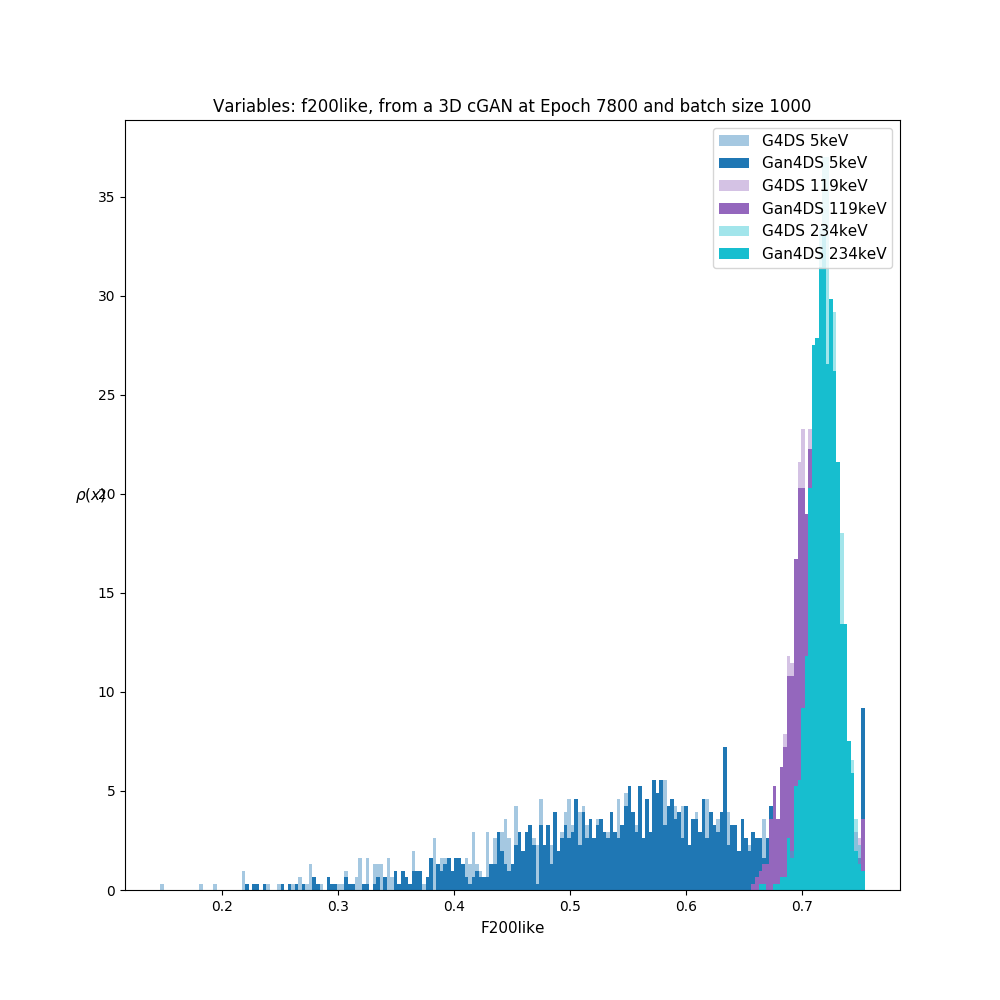 Variables: f200like, from a 3D cGAN at Epoch 7800 and batch size 1000
G4DS 5keV
Gan4DS 5keV
G4DS 119keV
Gan4DS 119keV
G4DS 234keV
Gan4DS 234keV
35
30
25
20
ρ(x)
15
10
5
0
0.2 0.3 0.4 0.5 0.6 0.7
F200like